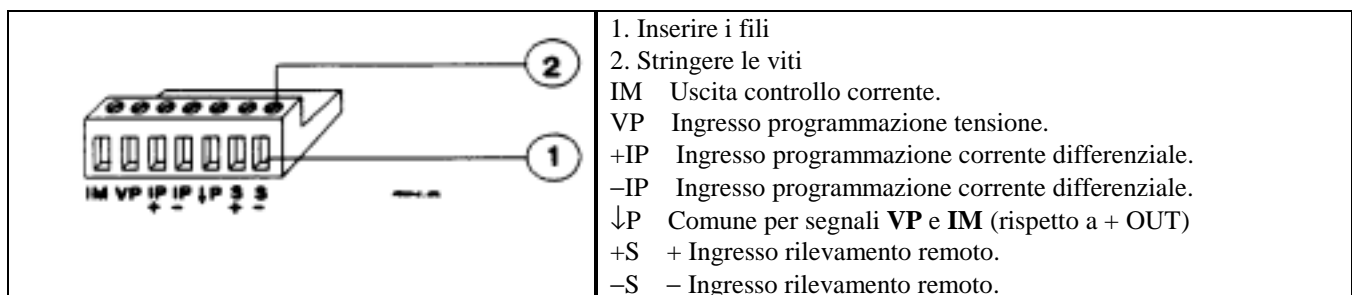 2
1
IM VP IP IP ↓P S S
+ − + −
1. Inserire i fili
2. Stringere le viti
IM Uscita controllo corrente.
VP Ingresso programmazione tensione.
+IP Ingresso programmazione corrente differenziale.
−IP Ingresso programmazione corrente differenziale.
↓P Comune per segnali VP e IM (rispetto a + OUT)
+S + Ingresso rilevamento remoto.
−S − Ingresso rilevamento remoto.